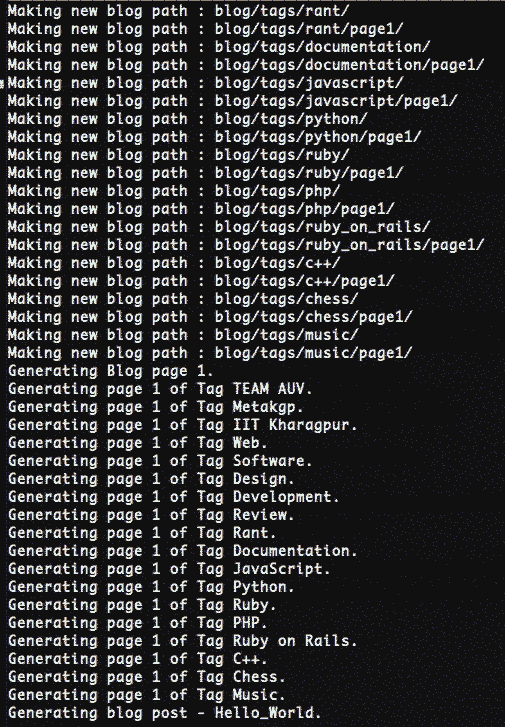 Making new blog path : blog/tags/rant/
Making new blog path : blog/tags/rant/page1/
Making new blog path : blog/tags/documentation/
Making new blog path : blog/tags/documentation/page1/
Making new blog path : blog/tags/javascript/
Making new blog path : blog/tags/javascript/page1/
Making new blog path : blog/tags/python/
Making new blog path : blog/tags/python/page1/
Making new blog path : blog/tags/ruby/
Making new blog path : blog/tags/ruby/page1/
Making new blog path : blog/tags/php/
Making new blog path : blog/tags/php/page1/
Making new blog path : blog/tags/ruby_on_rails/
Making new blog path : blog/tags/ruby_on_rails/page1/
Making new blog path : blog/tags/c++/
Making new blog path : blog/tags/c++/page1/
Making new blog path : blog/tags/chess/
Making new blog path : blog/tags/chess/page1/
Making new blog path : blog/tags/music/
Making new blog path : blog/tags/music/page1/
Generating Blog page 1.
Generating page 1 of Tag TEAM AUV.
Generating page 1 of Tag Metakgp.
Generating page 1 of Tag IIT Kharagpur.
Generating page 1 of Tag Web.
Generating page 1 of Tag Software.
Generating page 1 of Tag Design.
Generating page 1 of Tag Development.
Generating page 1 of Tag Review.
Generating page 1 of Tag Rant.
Generating page 1 of Tag Documentation.
Generating page 1 of Tag JavaScript.
Generating page 1 of Tag Python.
Generating page 1 of Tag Ruby.
Generating page 1 of Tag PHP.
Generating page 1 of Tag Ruby on Rails.
Generating page 1 of Tag C++.
Generating page 1 of Tag Chess.
Generating page 1 of Tag Music.
Generating blog post - Hello_World.